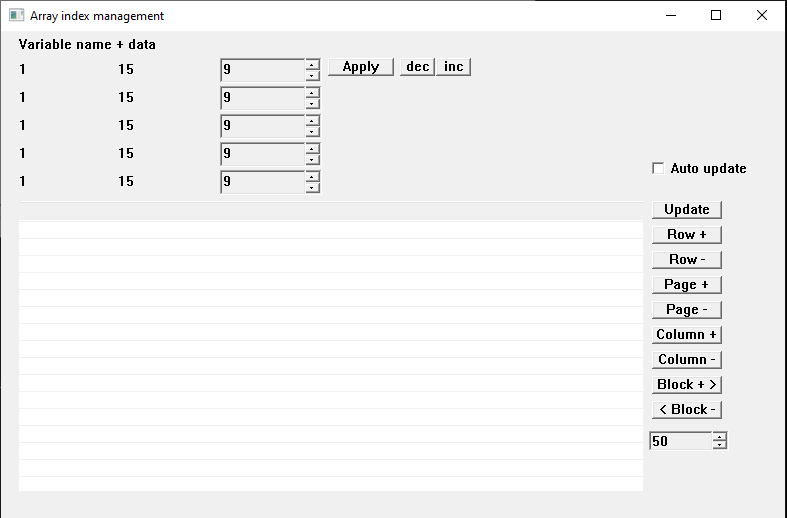 Array index management
Variable name + data
1 15 9 Apply dec inc
1 15 9
1 15 9
1 15 9
Auto update
1 15 9
Update
Row +
Row -
Page +
Page -
Column +
Column -
Block + >
< Block -
50